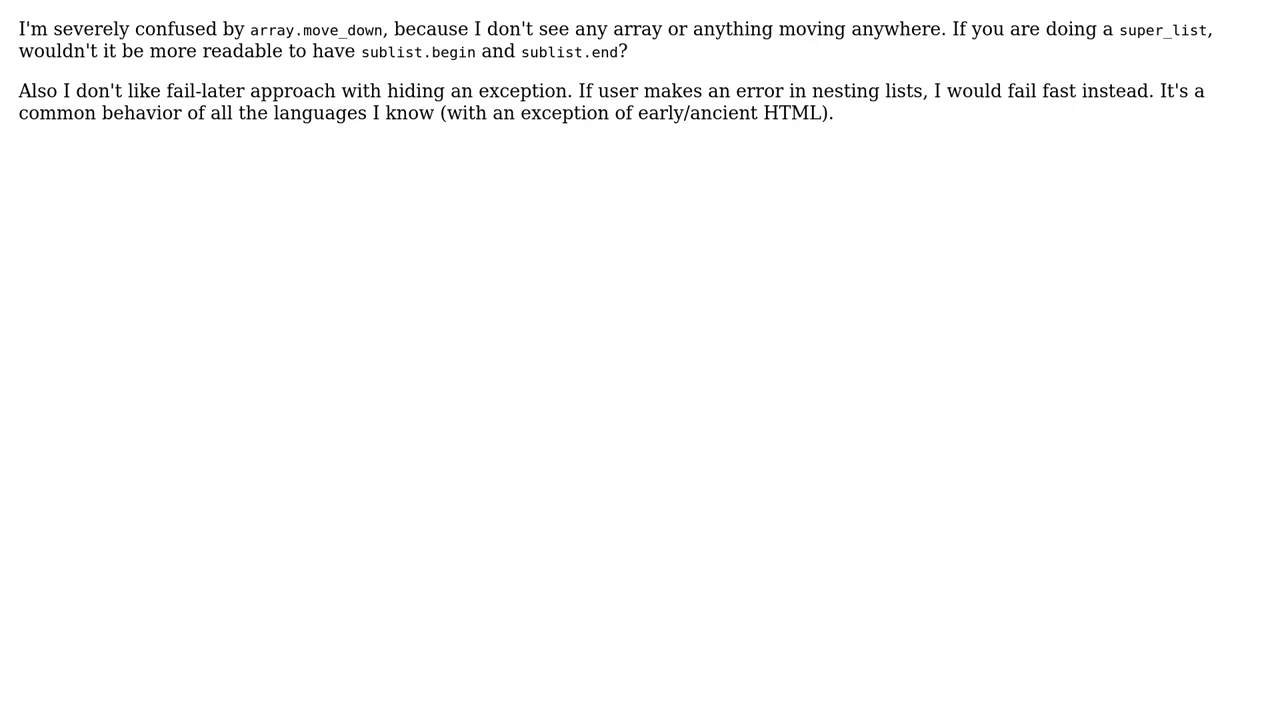 I'm severely confused by array.move_down, because I don't see any array or anything moving anywhere. If you are doing a super_list,
wouldn't it be more readable to have sublist.begin and sublist.end?
Also I don't like fail-later approach with hiding an exception. If user makes an error in nesting lists, I would fail fast instead. It's a
common behavior of all the languages I know (with an exception of early/ancient HTML).